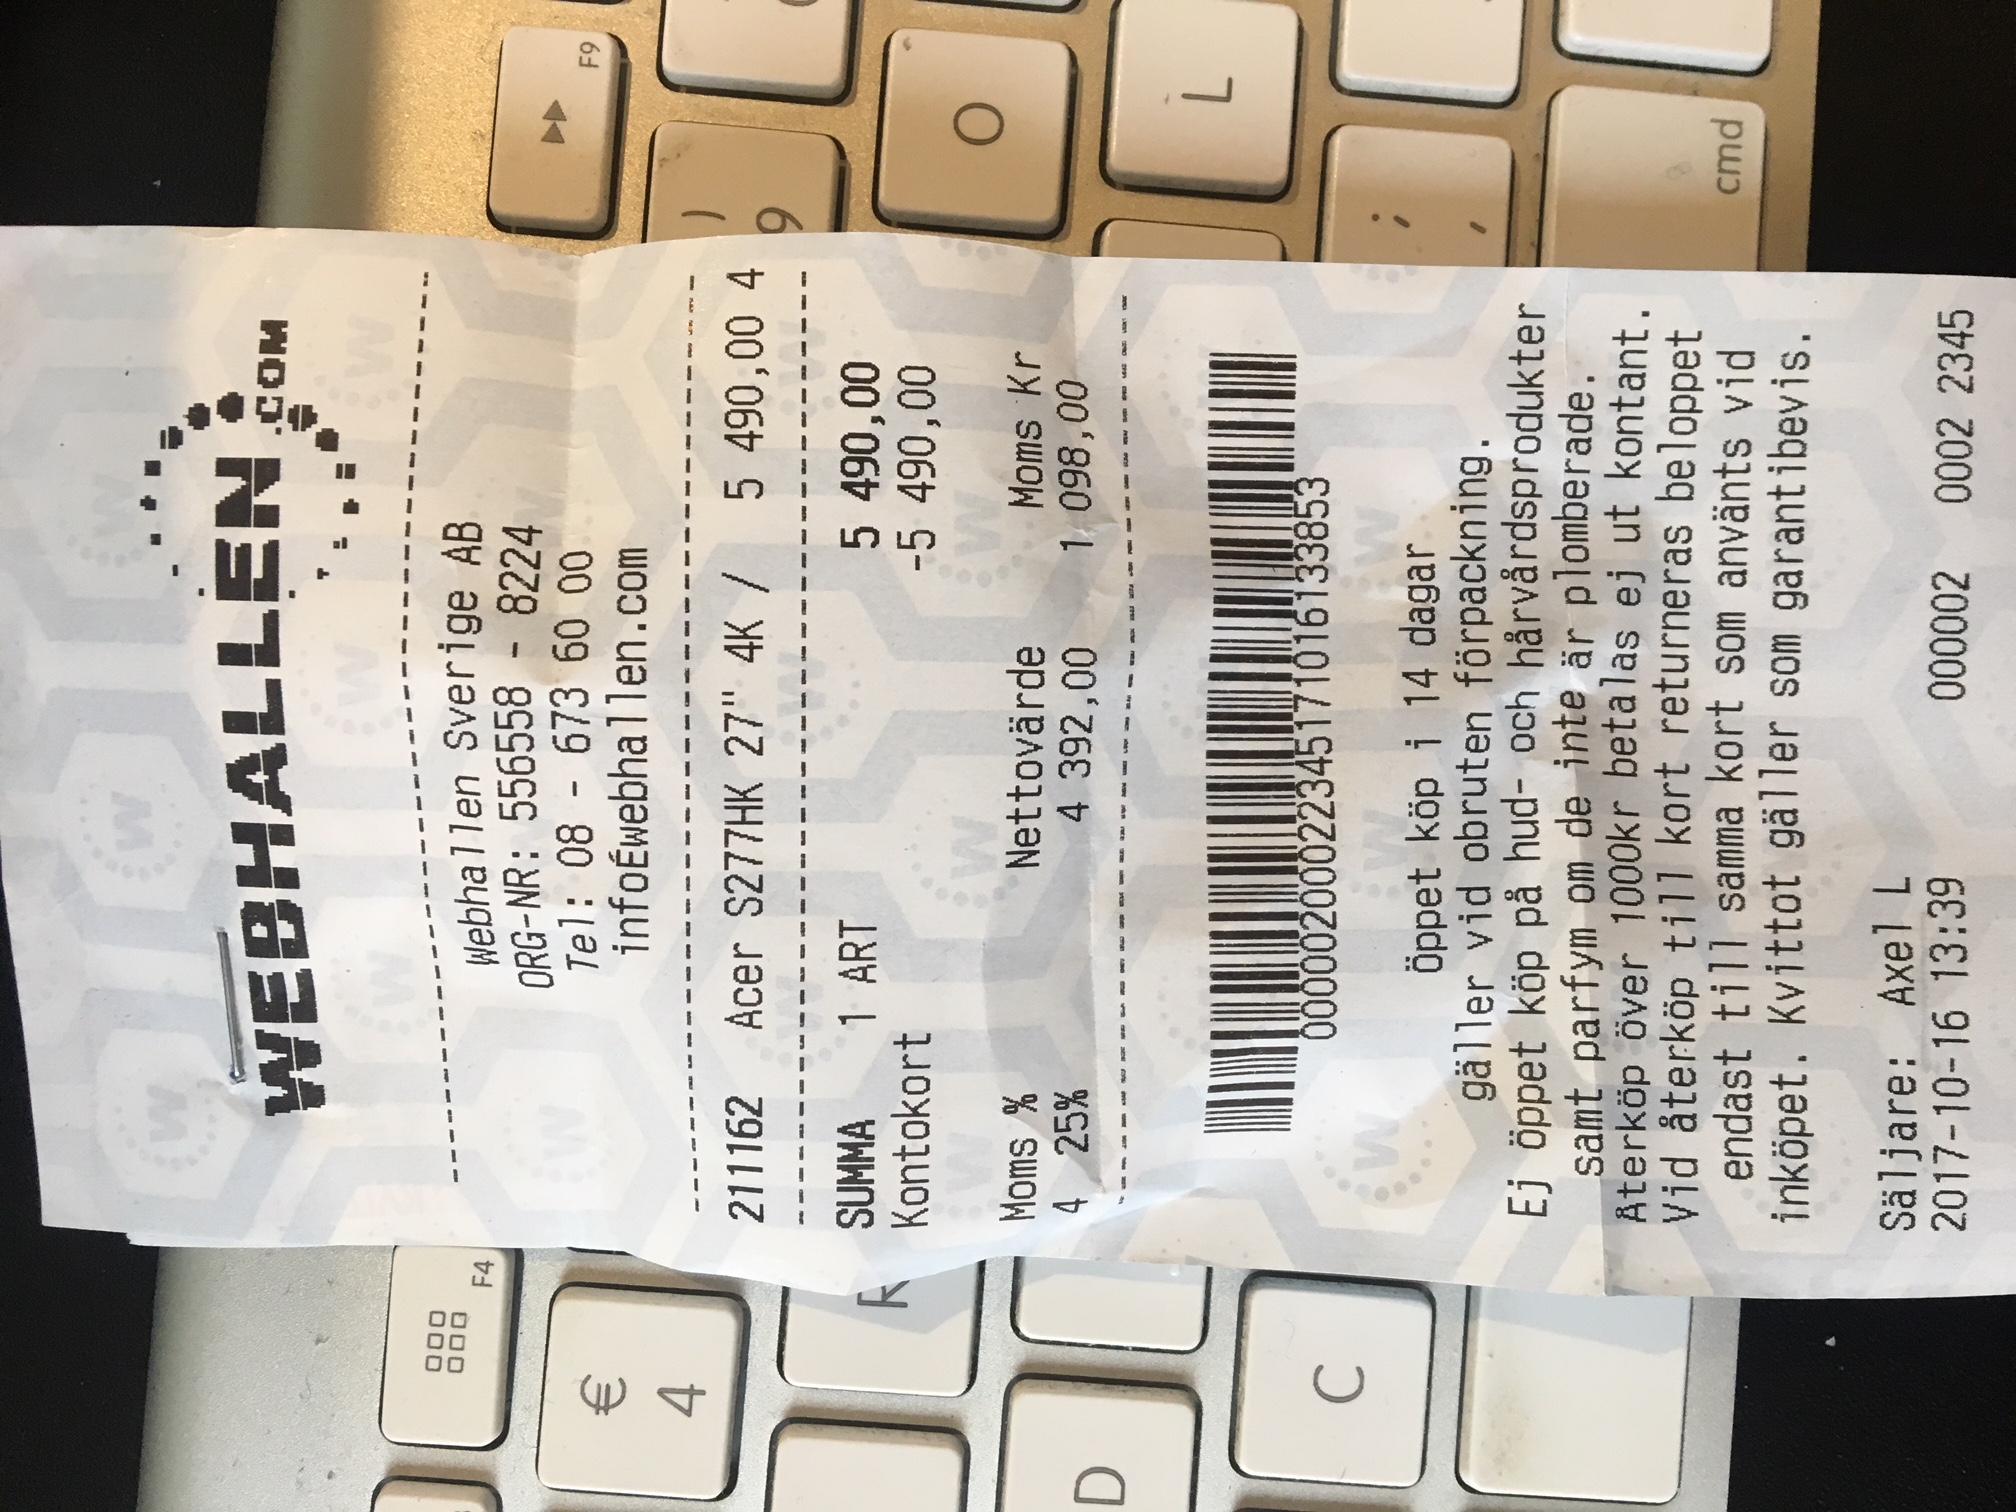 WEBHALLEN.COM
Webhallen Sverige AB
ORG-NR: 556558 - 8224
Tel: 08 - 673 60 00
infoÉwebhallen.com
211162 Acer S277HK 27" 4K / 5 490,00 4
SUMMA 1 ART 5 490,00
Kontokort -5 490,00
Moms % Nettovärde Moms Kr
4 25% 4 392,00 1 098,00
0000020002234517101613‌3853
Öppet köp i 14 dagar
gäller vid obruten förpackning.
Ej öppet köp på hud- och hårvårdsprodukter
samt parfym om de inte är plomberade.
Återköp över 1000kr betalas ej ut kontant.
Vid återköp till kort returneras beloppet
endast till samma kort som använts vid
inköpet. Kvittot gäller som garantibevis.
Säljare: Axel L
2017-10-16 13:39 000002 0002 2345
F4
€
4
R
D
C
F9
)
9
O
L
;
,
cmd